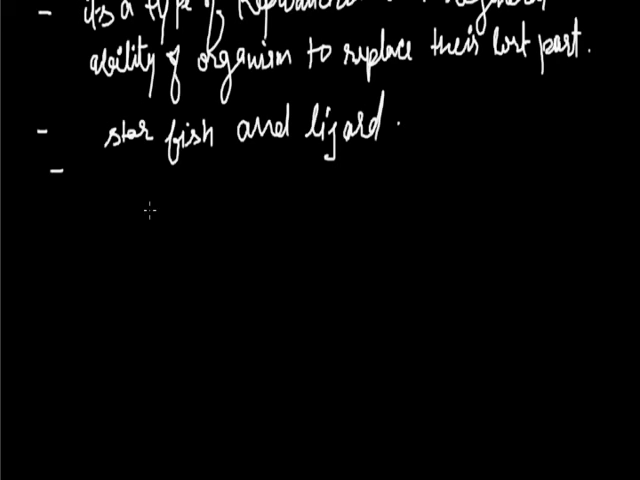 - its a type of
ability of organism to replace their lost part.
- star fish and lizard.
-